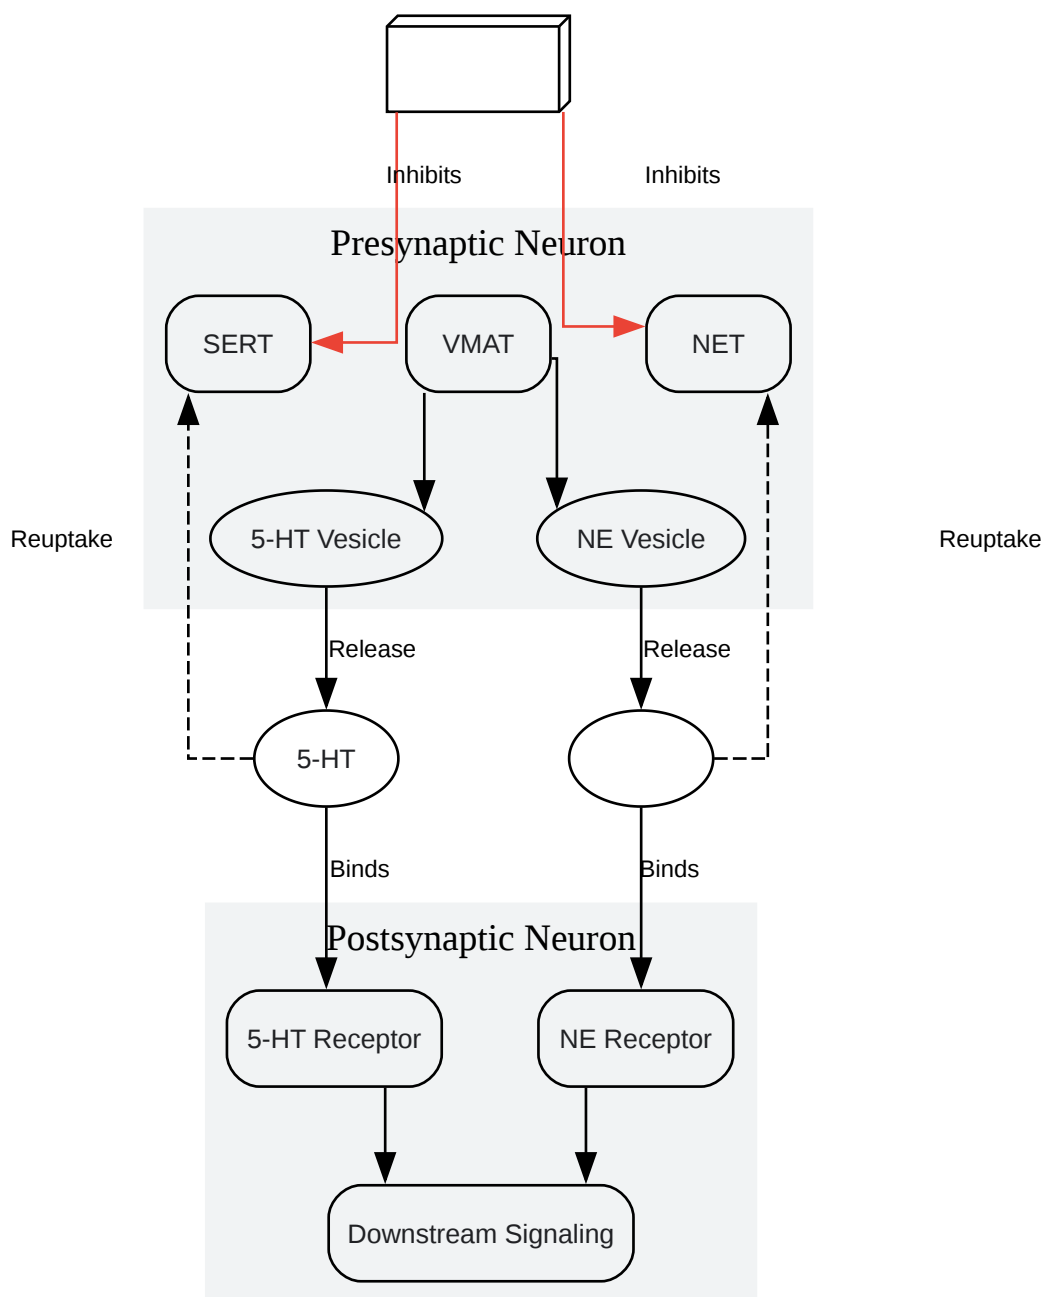 Inhibits
Inhibits
Presynaptic Neuron
SERT
VMAT
NET
Reuptake
5-HT Vesicle
NE Vesicle
Reuptake
Release
Release
5-HT
Binds
Binds
Postsynaptic Neuron
5-HT Receptor
NE Receptor
Downstream Signaling